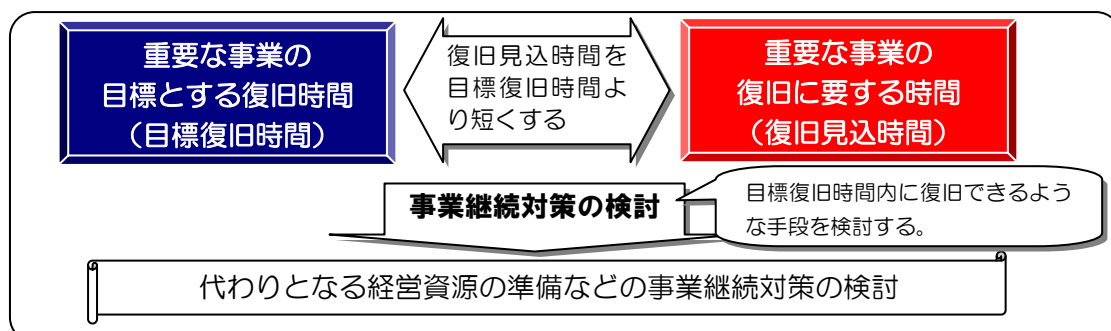 重要な事業の
目標とする復旧時間
（目標復旧時間）
復旧見込時間を
目標復旧時間よ
り短くする
重要な事業の
復旧に要する時間
（復旧見込時間）
事業継続対策の検討
目標復旧時間内に復旧できるよう
な手段を検討する。
代わりとなる経営資源の準備などの事業継続対策の検討